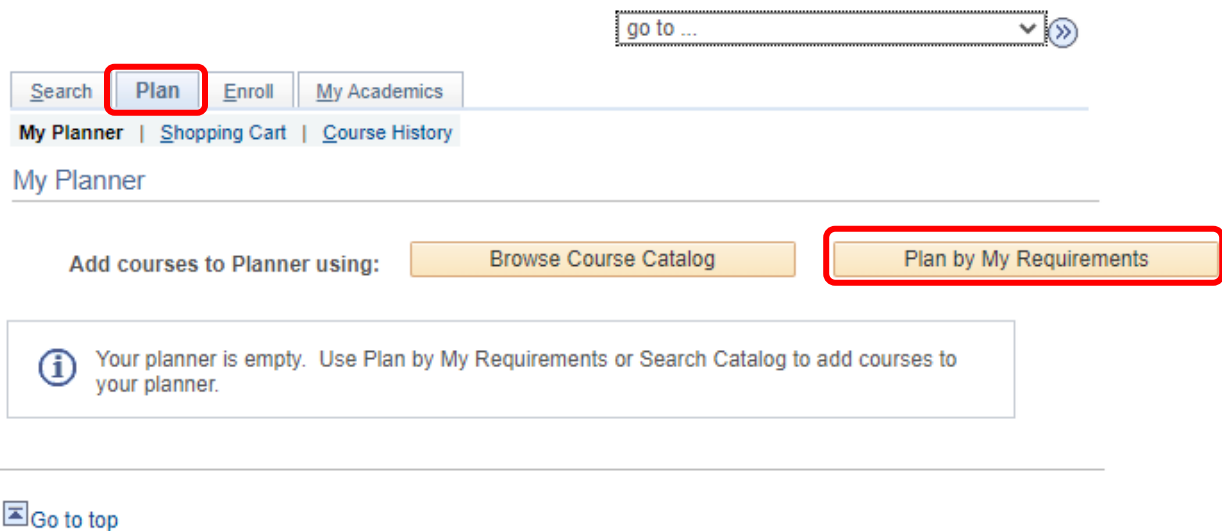 go to ...
Search Plan Enroll My Academics
My Planner | Shopping Cart | Course History
My Planner
Add courses to Planner using: Browse Course Catalog Plan by My Requirements
Your planner is empty. Use Plan by My Requirements or Search Catalog to add courses to
your planner.
Go to top